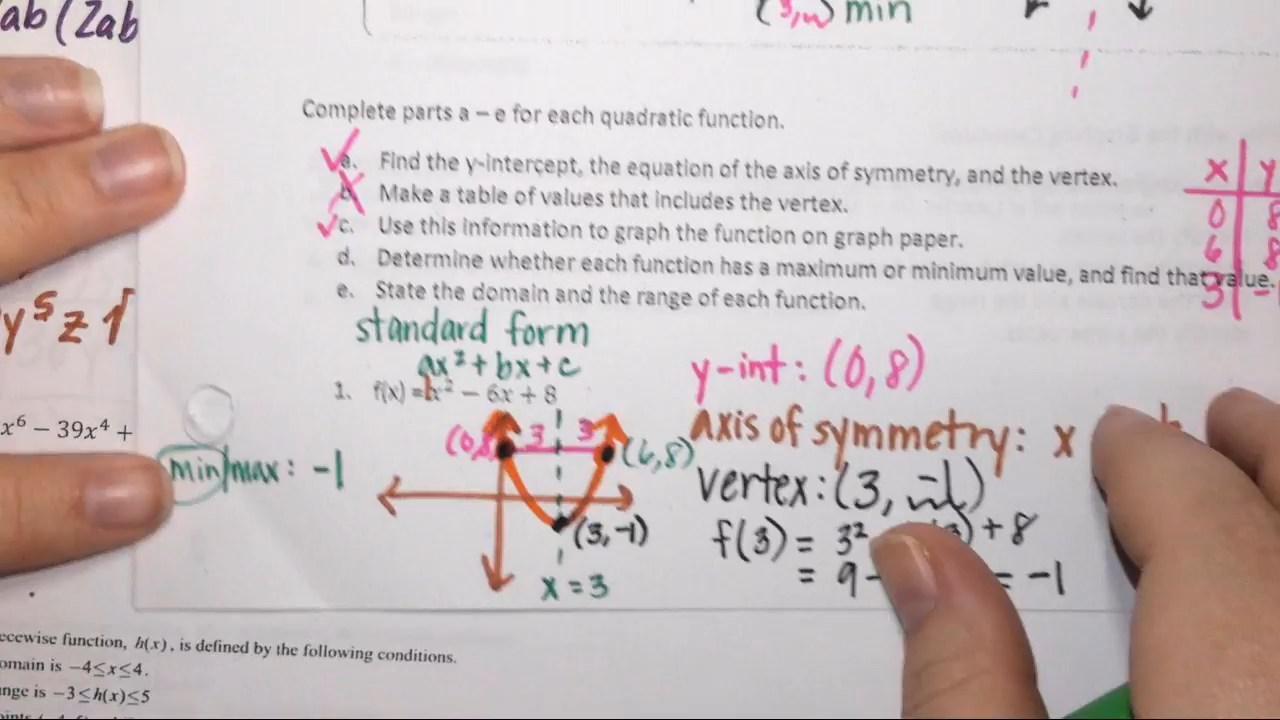 ab (2ab
min
Complete parts a – e for each quadratic function.
a. Find the y-intercept, the equation of the axis of symmetry, and the vertex.
b. Make a table of values that includes the vertex.
c. Use this information to graph the function on graph paper.
d. Determine whether each function has a maximum or minimum value, and find that value.
e. State the domain and the range of each function.
x y
0 8
6 8
3 -1
standard form
ax² + bx + c
1. f(x) = x² − 6x + 8
y-int: (0,8)
axis of symmetry: x
vertex: (3, -1)
f(3) = 3² + 8
= 9 - = -1
(0,8) 3 3 (6,8)
(3,-1)
x = 3
min/max: -1
y⁵z
x⁶ − 39x⁴ +
ecewise function, h(x), is defined by the following conditions.
omain is −4≤x≤4.
nge is −3≤h(x)≤5